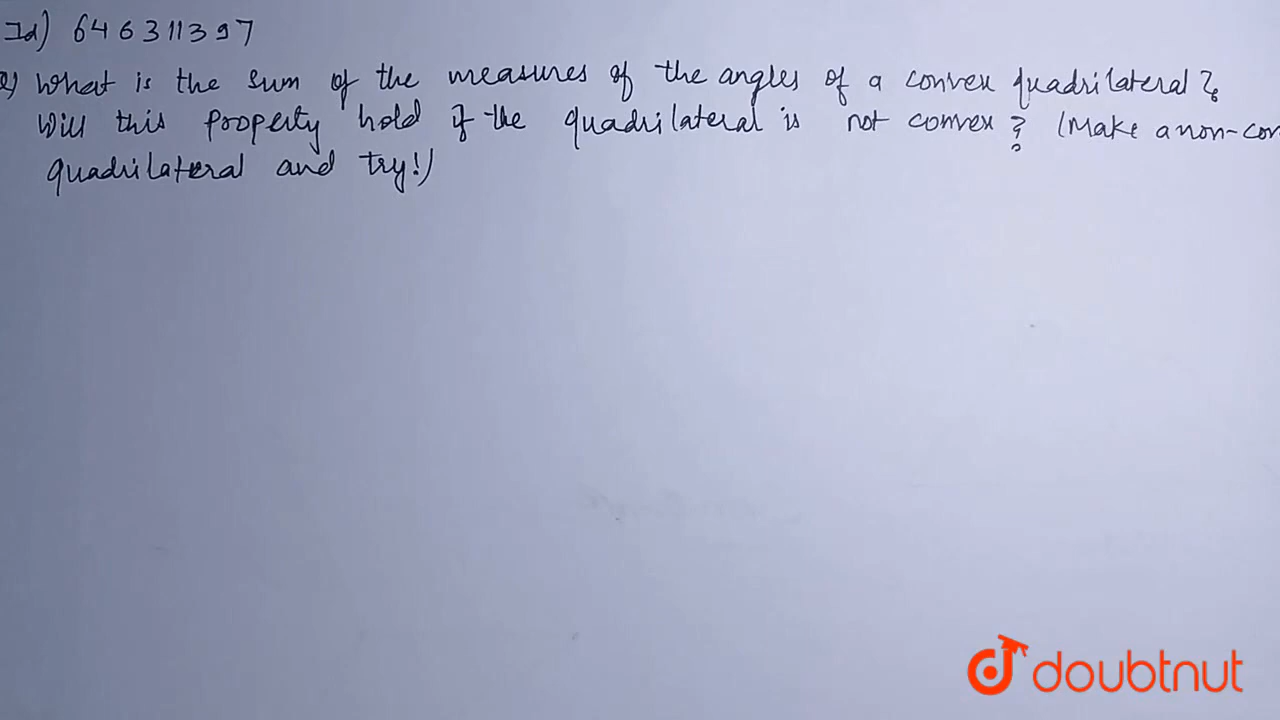 Id) 646311397
Q) What is the sum of the measures of the angles of a convex quadrilateral?
Will this property hold if the quadrilateral is not convex? (Make a non-con
quadrilateral and try!)
doubtnut